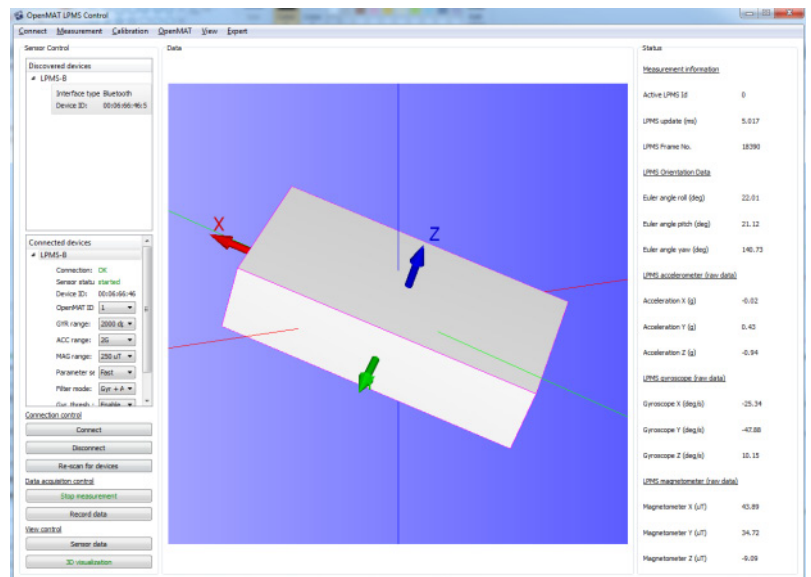 OpenMAT LPMS Control
Connect Measurement Calibration OpenMAT View Expert
Sensor Control
Discovered devices
LPMS-B
Interface type Bluetooth
Device ID: 00:06:66:46:5
Connected devices
LPMS-B
Connection: OK
Sensor statu started
Device ID: 00:06:66:46
OpenMAT ID 1
GYR range: 2000 d
ACC range: 2G
MAG range: 250 uT
Parameter se Fast
Filter mode: Gyr + A
Gyr. thresh. : Enable
Connection control
Connect
Disconnect
Re-scan for devices
Data acquisition control
Stop measurement
Record data
View control
Sensor data
3D visualization
Data
X
Z
Status
Measurement information
Active LPMS Id 0
LPMS update (ms) 5.017
LPMS Frame No. 18390
LPMS Orientation Data
Euler angle roll (deg) 22.01
Euler angle pitch (deg) 21.12
Euler angle yaw (deg) 140.73
LPMS accelerometer (raw data)
Acceleration X (g) -0.02
Acceleration Y (g) 0.43
Acceleration Z (g) -0.94
LPMS gyroscope (raw data)
Gyroscope X (deg/s) -25.34
Gyroscope Y (deg/s) -47.88
Gyroscope Z (deg/s) 10.15
LPMS magnetometer (raw data)
Magnetometer X (uT) 43.89
Magnetometer Y (uT) 34.72
Magnetometer Z (uT) -9.09